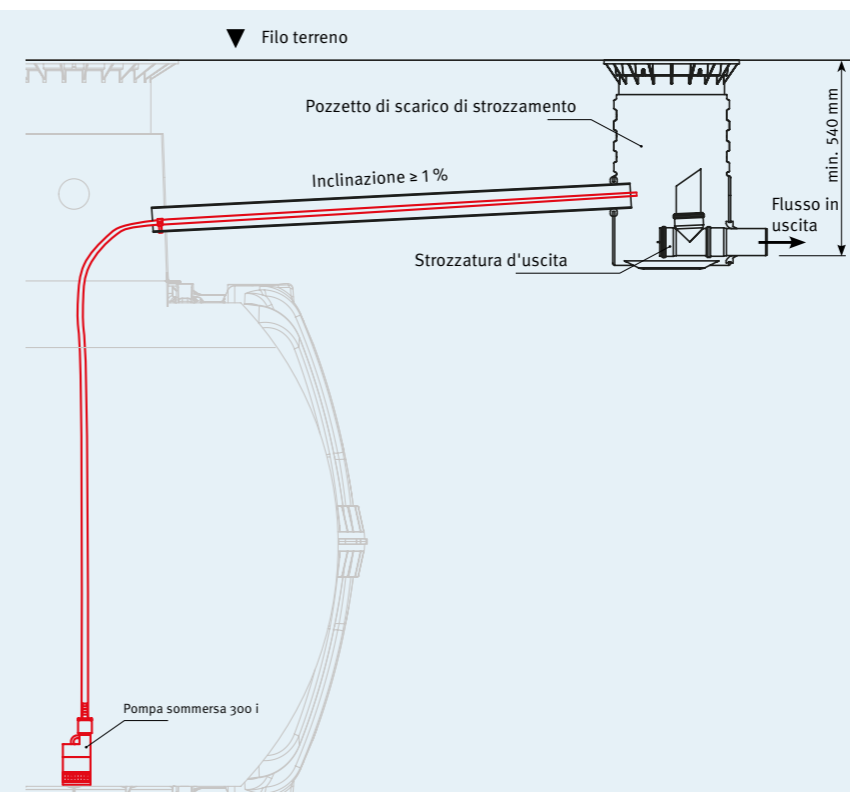 Filo terreno
Pozzetto di scarico di strozzamento
min. 540 mm
Inclinazione ≥ 1 %
Flusso in
uscita
Strozzatura d'uscita
Pompa sommersa 300 i